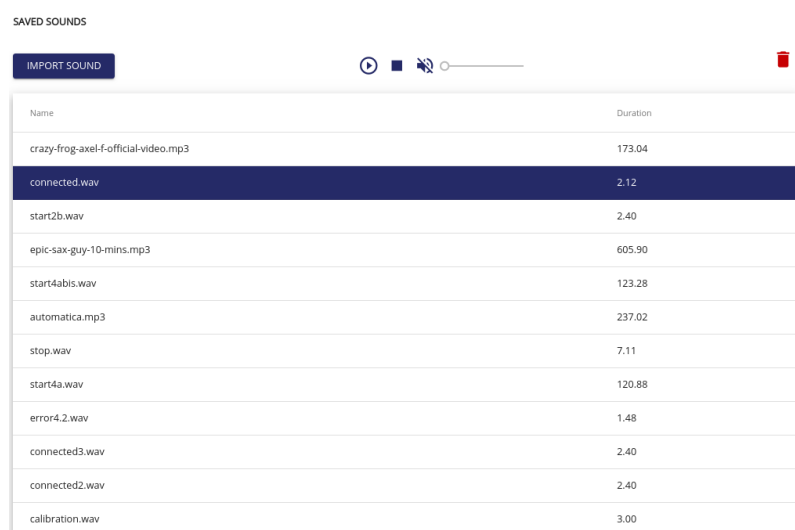 SAVED SOUNDS
IMPORT SOUND
Name Duration
crazy-frog-axel-f-official-video.mp3 173.04
connected.wav 2.12
start2b.wav 2.40
epic-sax-guy-10-mins.mp3 605.90
start4abis.wav 123.28
automatica.mp3 237.02
stop.wav 7.11
start4a.wav 120.88
error4.2.wav 1.48
connected3.wav 2.40
connected2.wav 2.40
calibration.wav 3.00